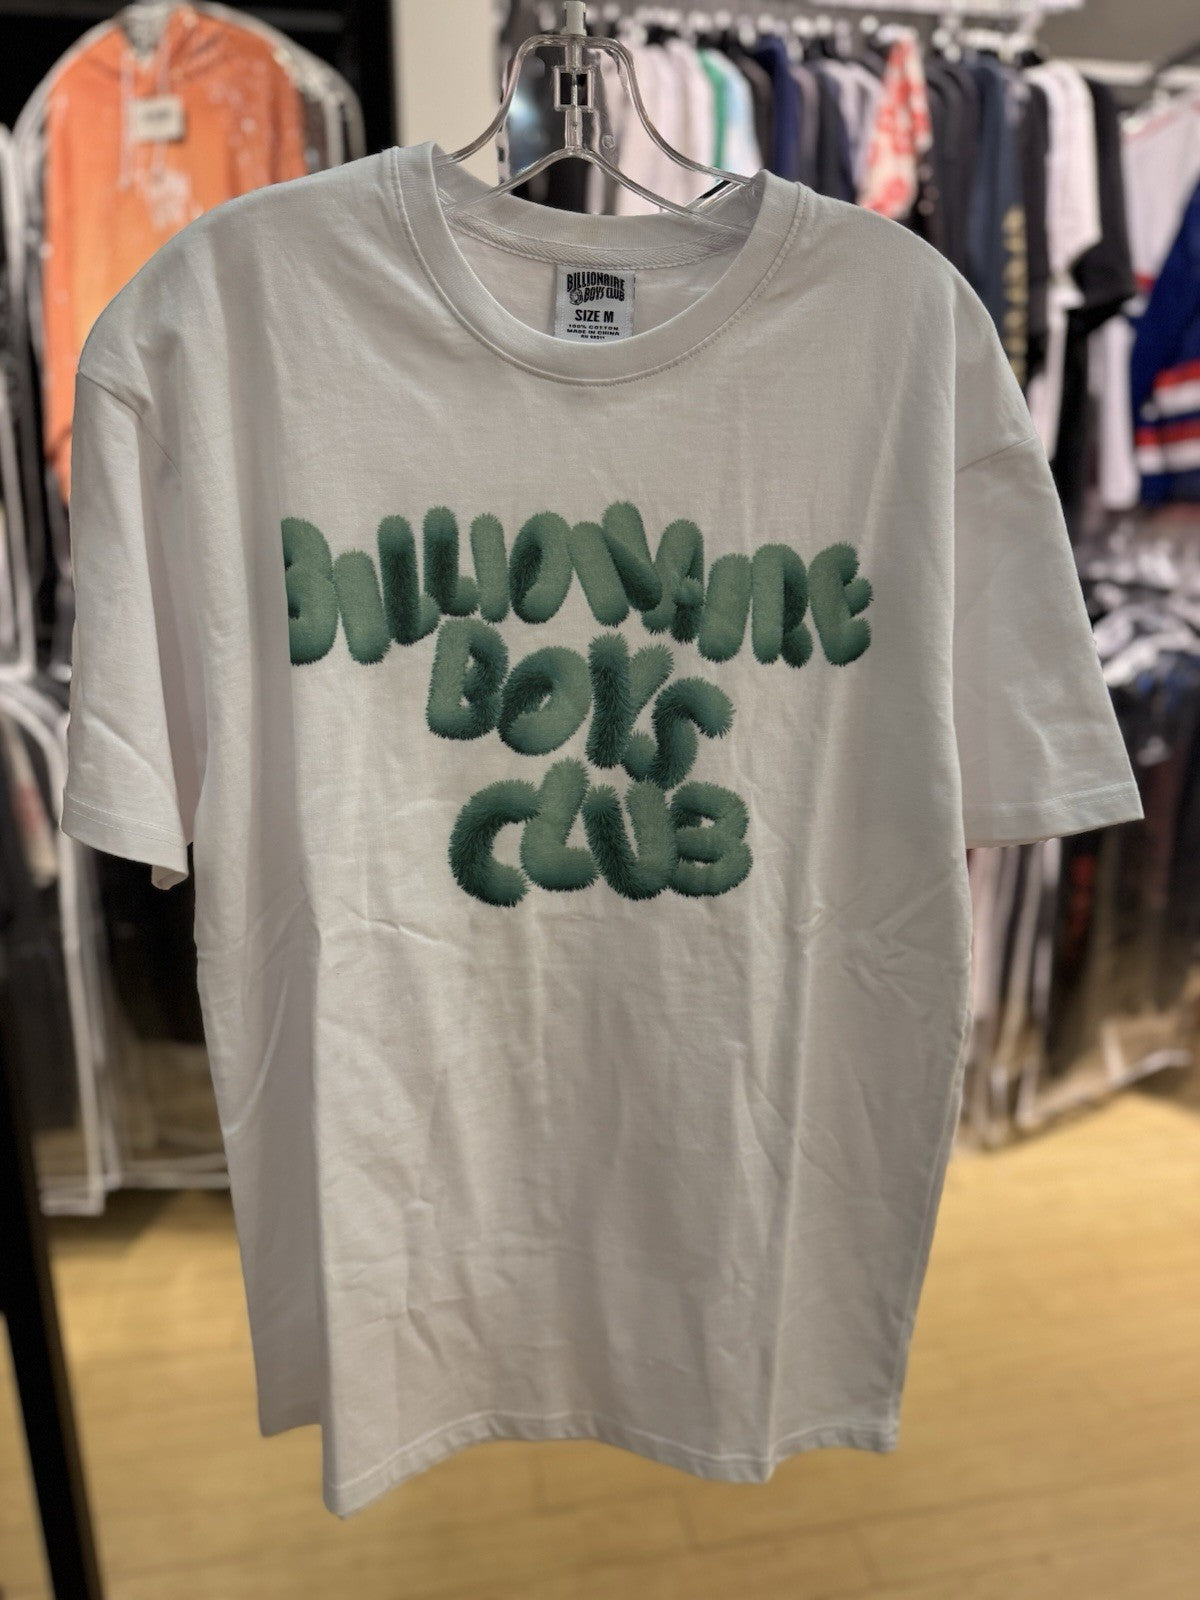 BILLIONAIRE
BOYS CLUB
SIZE M
100% COTTON
MADE IN CHINA
BILLIONAIRE
BOYS
CLUB